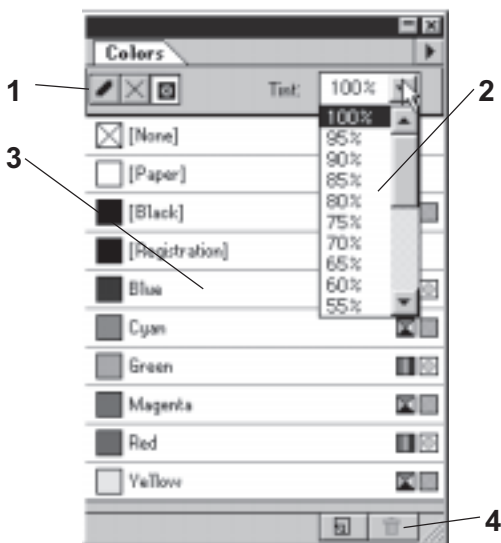 Colors
1
Tint: 100%
2
100%
95%
90%
85%
80%
75%
70%
65%
60%
55%
[None]
3
[Paper]
[Black]
[Registration]
Blue
Cyan
Green
Magenta
Red
Yellow
4